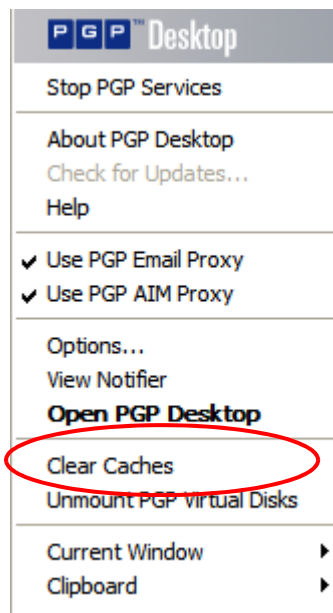 PGP™ Desktop
Stop PGP Services
About PGP Desktop
Check for Updates...
Help
Use PGP Email Proxy
Use PGP AIM Proxy
Options...
View Notifier
Open PGP Desktop
Clear Caches
Unmount PGP Virtual Disks
Current Window
Clipboard